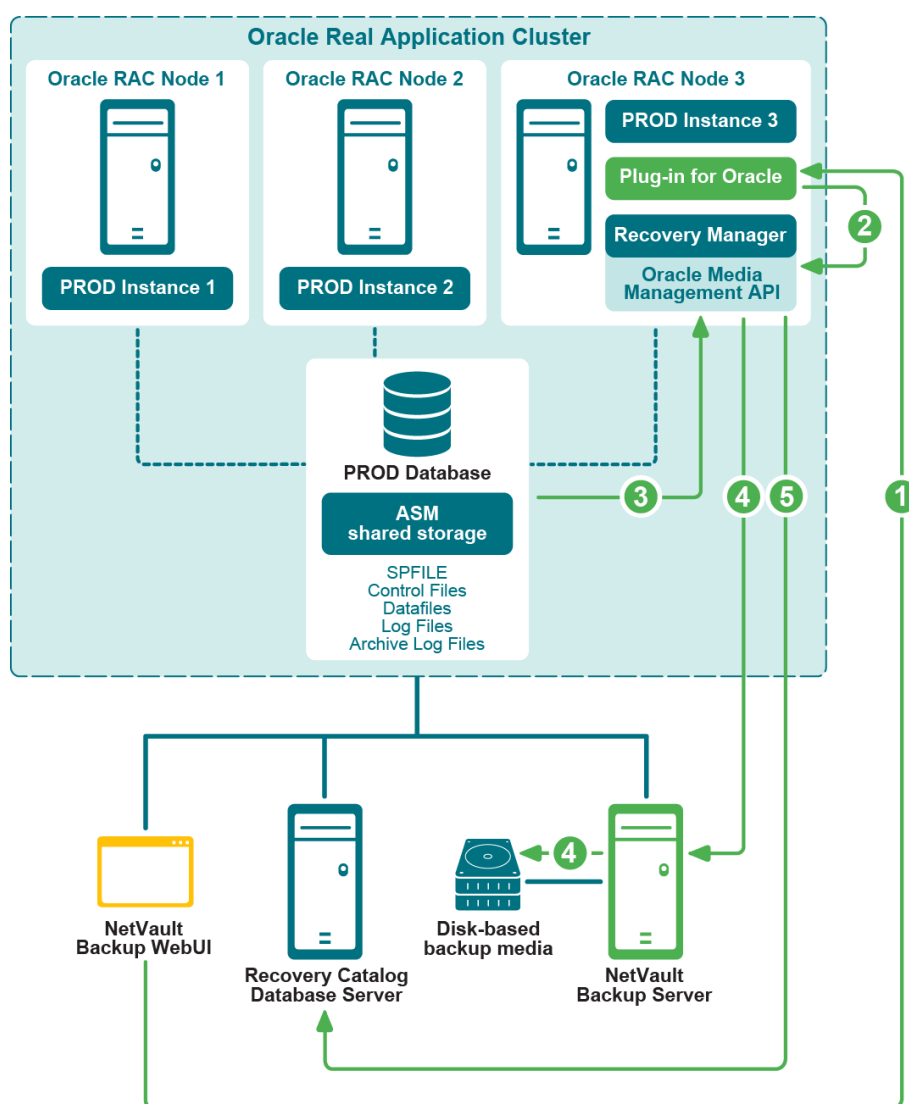 Oracle Real Application Cluster
Oracle RAC Node 1
Oracle RAC Node 2
Oracle RAC Node 3
PROD Instance 3
Plug-in for Oracle
Recovery Manager
Oracle Media
Management API
PROD Instance 1
PROD Instance 2
2
PROD Database
ASM
shared storage
SPFILE
Control Files
Datafiles
Log Files
Archive Log Files
3
4
5
1
4
NetVault
Backup WebUI
Recovery Catalog
Database Server
Disk-based
backup media
NetVault
Backup Server